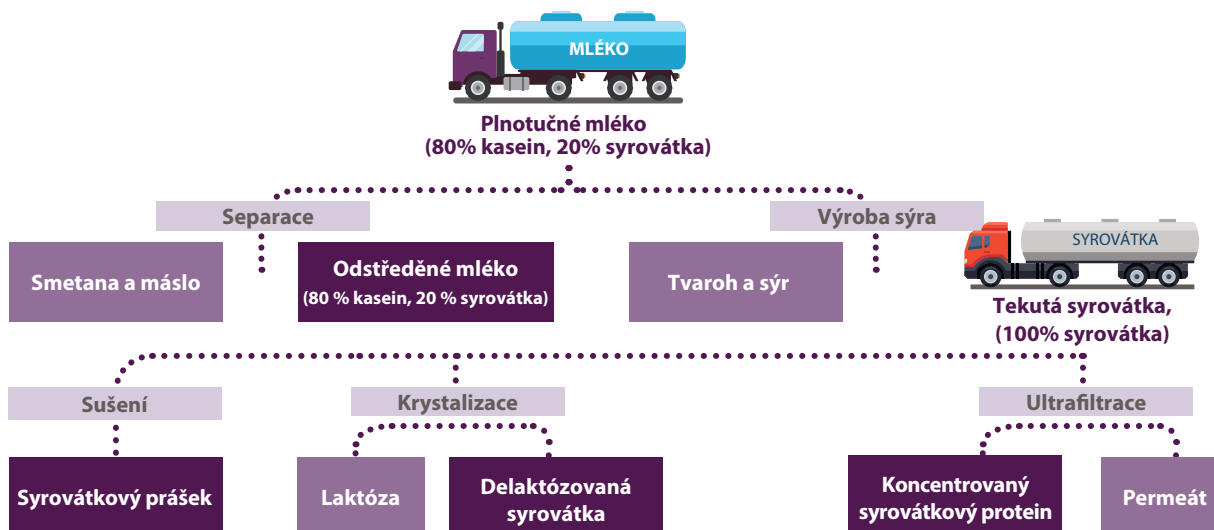 MLÉKO
Plnotučné mléko
(80% kasein, 20% syrovátka)
Separace
Výroba sýra
Smetana a máslo
Odstředěné mléko
(80 % kasein, 20 % syrovátka)
Tvaroh a sýr
SYROVÁTKA
Tekutá syrovátka,
(100% syrovátka)
Sušení
Krystalizace
Ultrafiltrace
Syrovátkový prášek
Laktóza
Delaktózovaná
syrovátka
Koncentrovaný
syrovátkový protein
Permeát